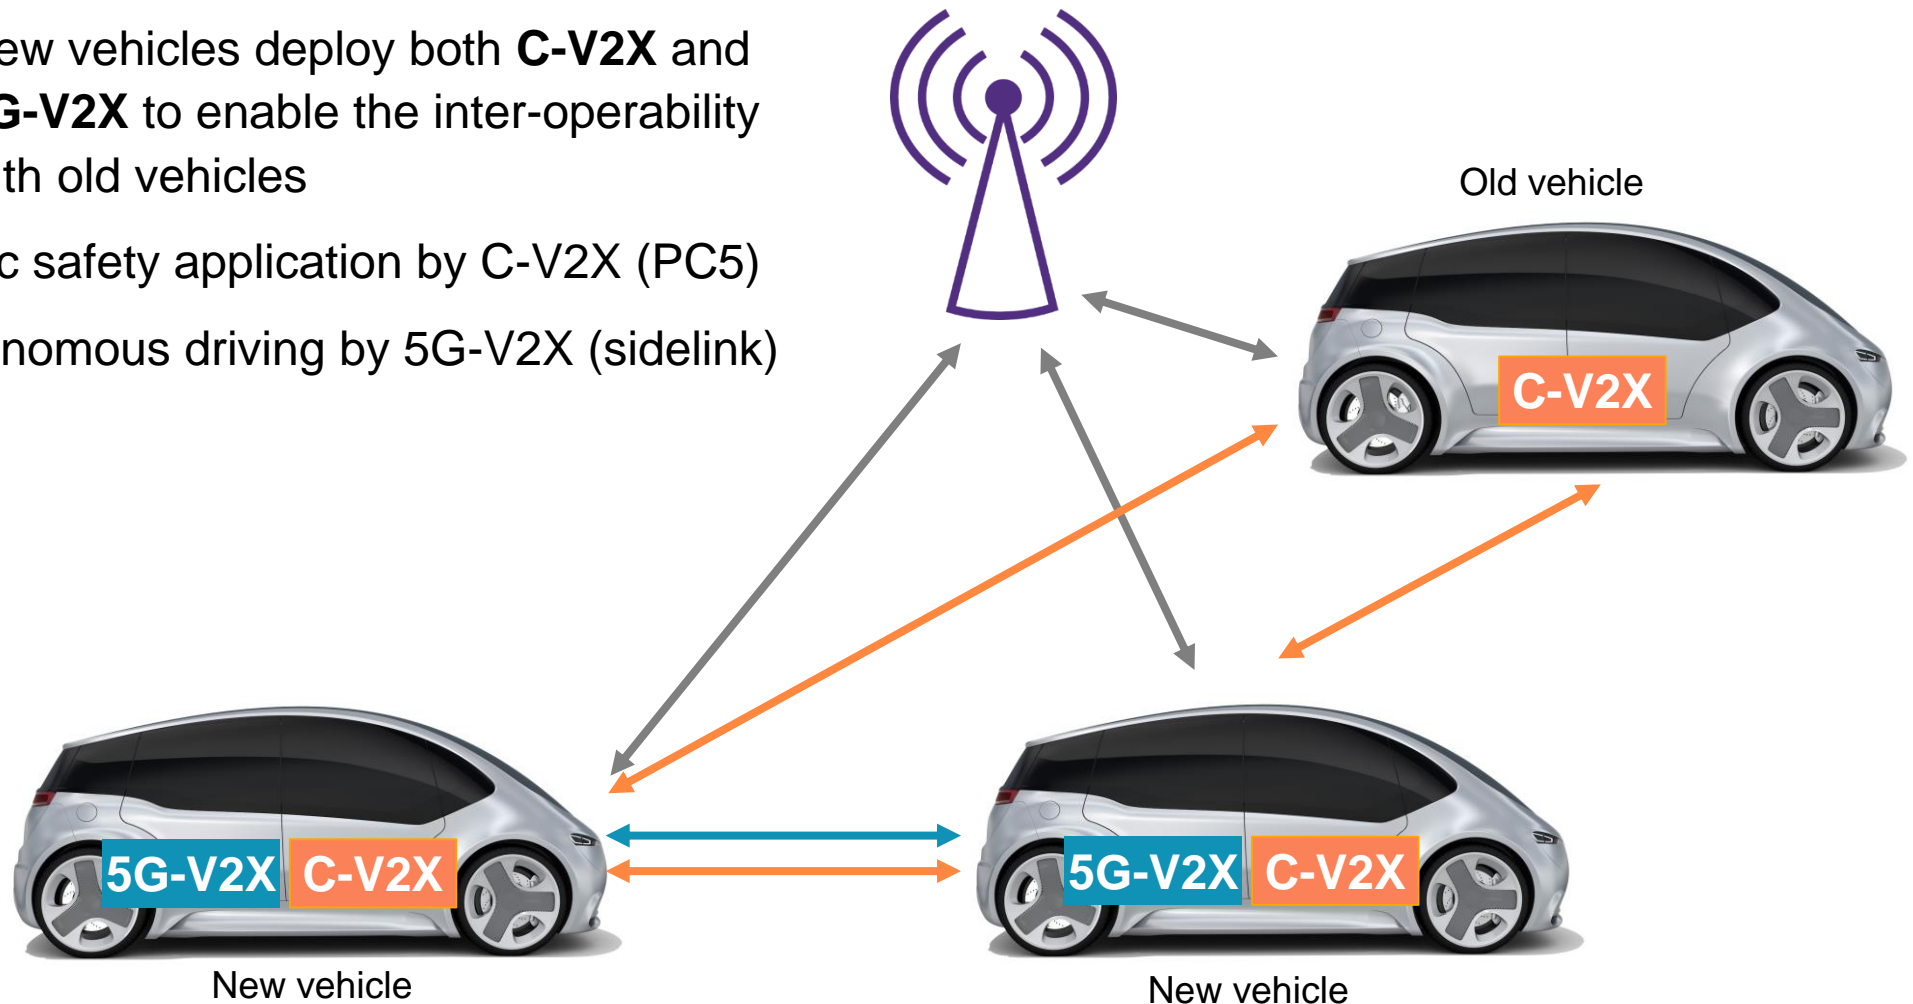 ew vehicles deploy both C-V2X and
G-V2X to enable the inter-operability
th old vehicles
c safety application by C-V2X (PC5)
nomous driving by 5G-V2X (sidelink)
Old vehicle
C-V2X
5G-V2X C-V2X
5G-V2X C-V2X
New vehicle
New vehicle